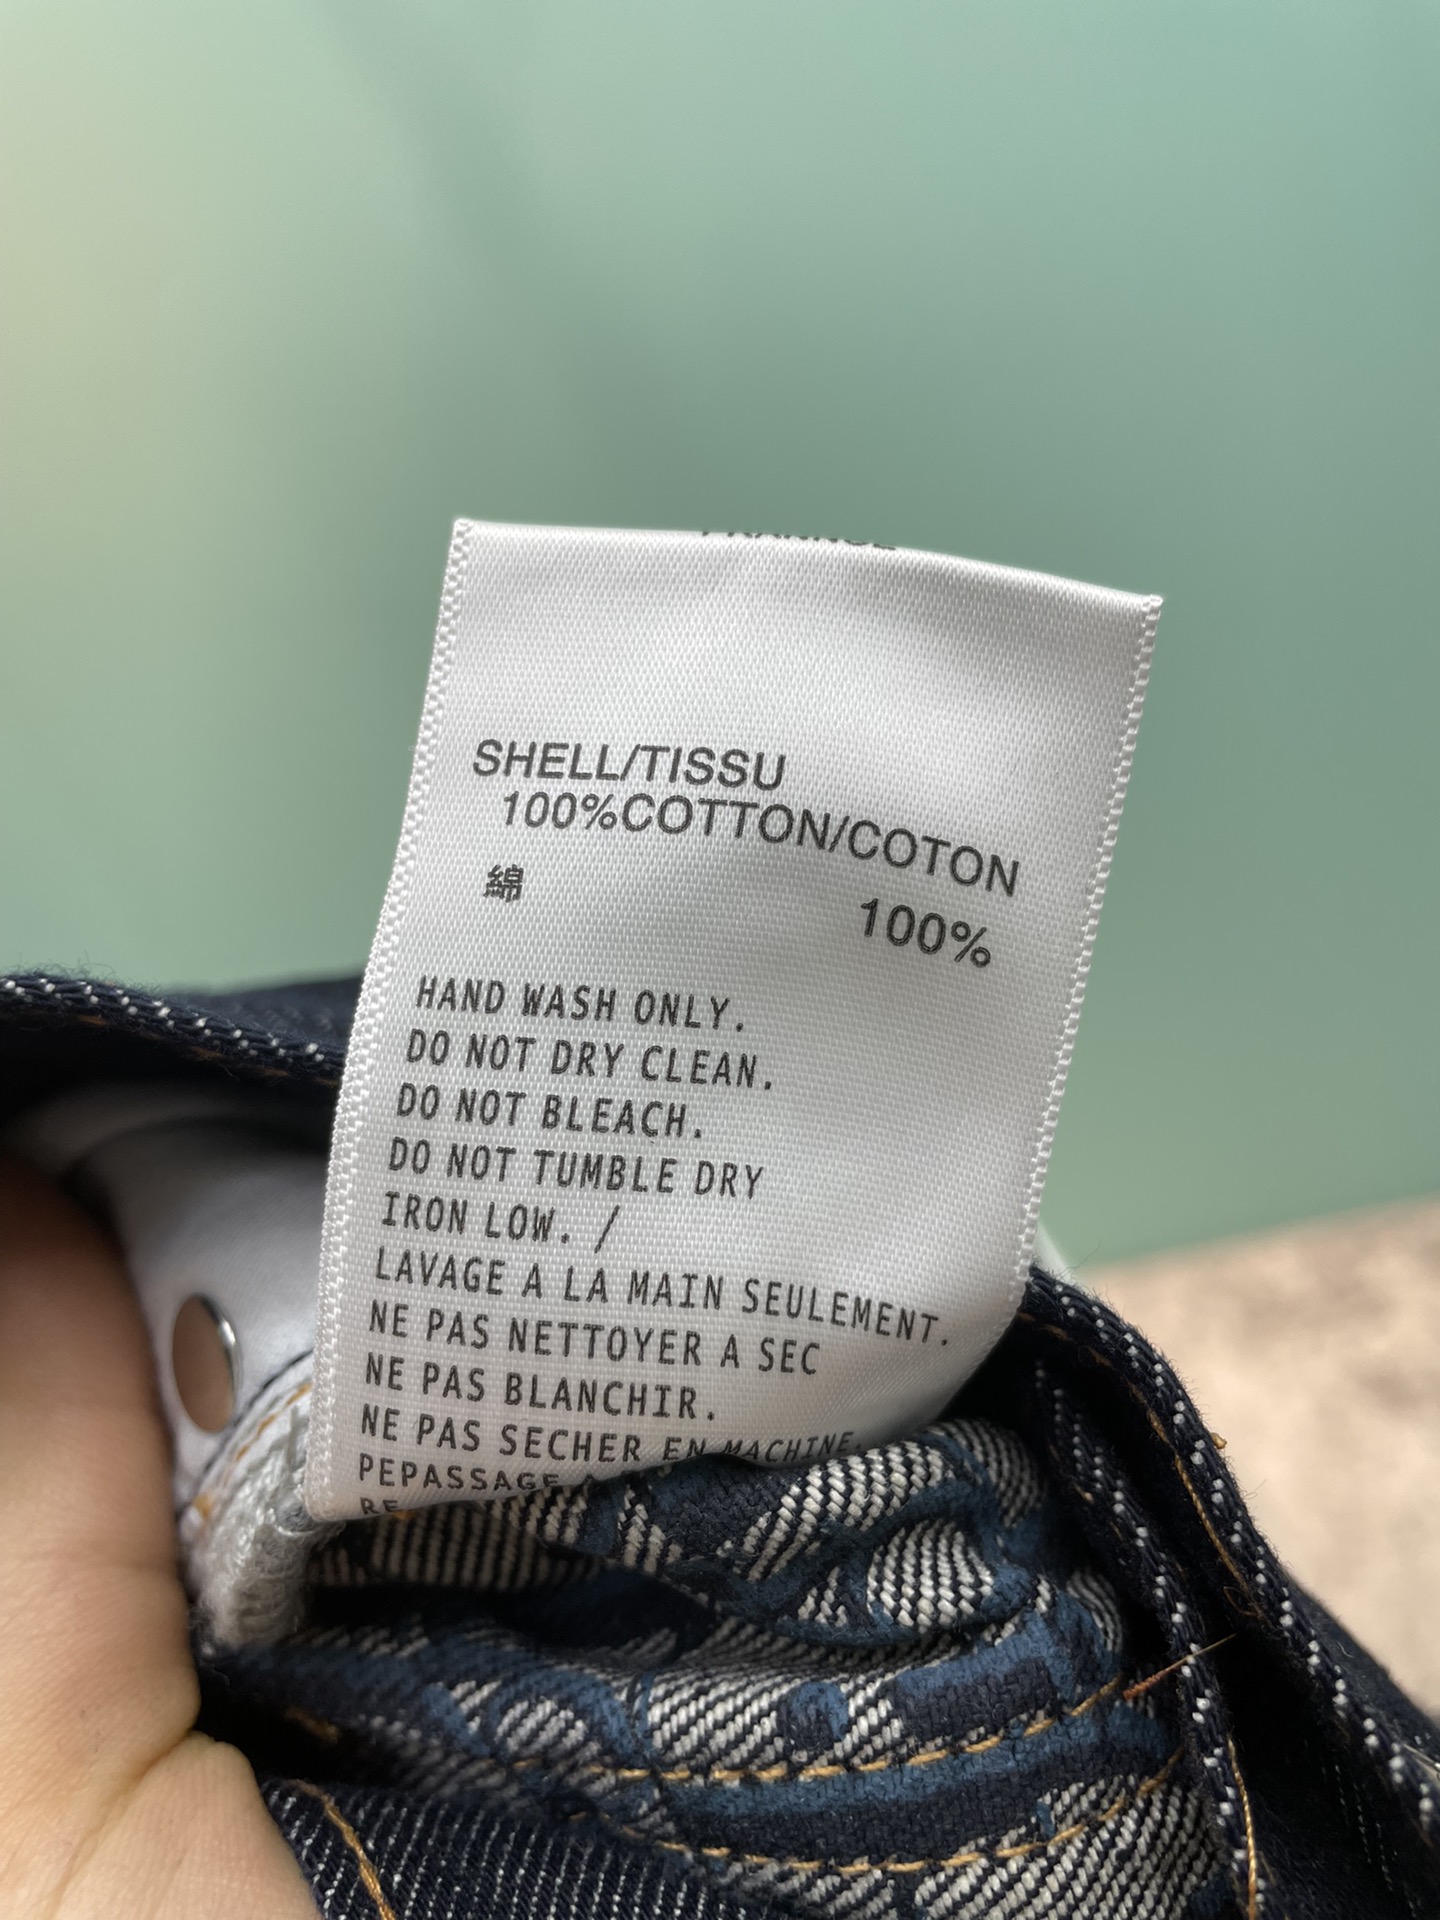 SHELL/TISSU
100%COTTON/COTON
綿 100%
HAND WASH ONLY.
DO NOT DRY CLEAN.
DO NOT BLEACH.
DO NOT TUMBLE DRY
IRON LOW. /
LAVAGE A LA MAIN SEULEMENT.
NE PAS NETTOYER A SEC
NE PAS BLANCHIR.
NE PAS SECHER EN MACHINE.
PEPASSAGE